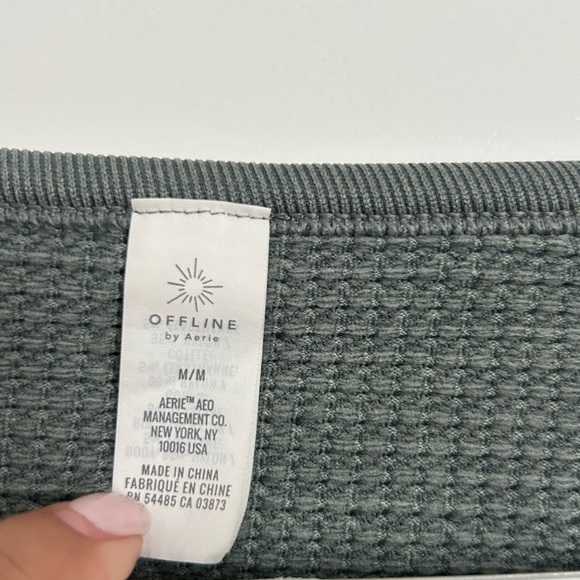 OFFLINE
by Aerie
M/M
AERIE™ AEO
MANAGEMENT CO.
NEW YORK, NY
10016 USA
MADE IN CHINA
FABRIQUÉ EN CHINE
RN 54485 CA 03873